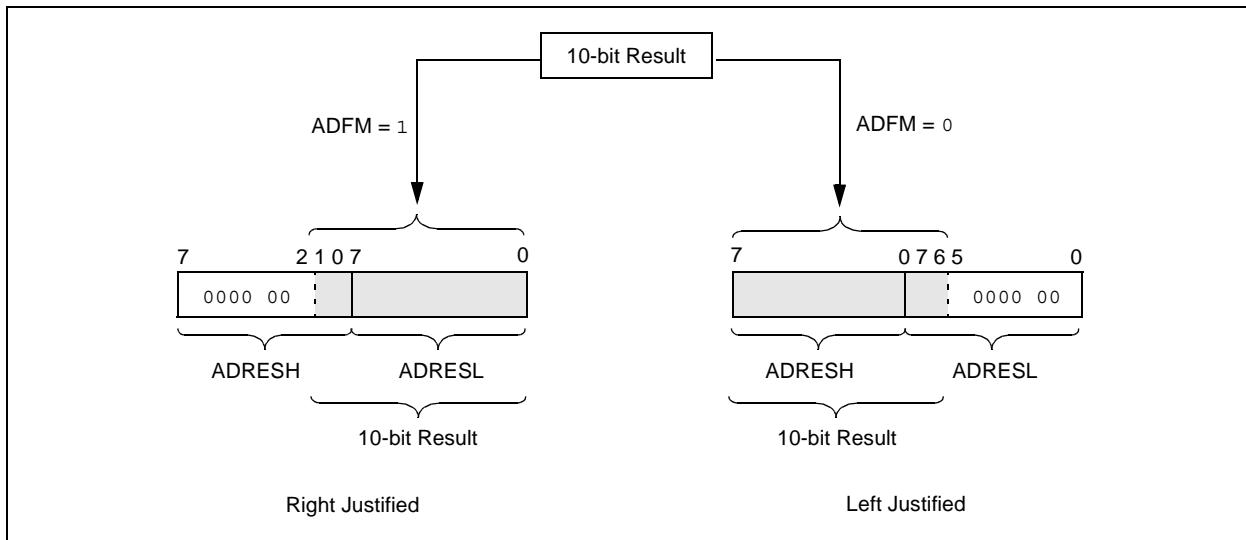 10-bit Result
ADFM = 1
ADFM = 0
7 2 1 0 7 0
7 0 7 6 5 0
0000 00
0000 00
ADRESH ADRESL
ADRESH ADRESL
10-bit Result
10-bit Result
Right Justified
Left Justified